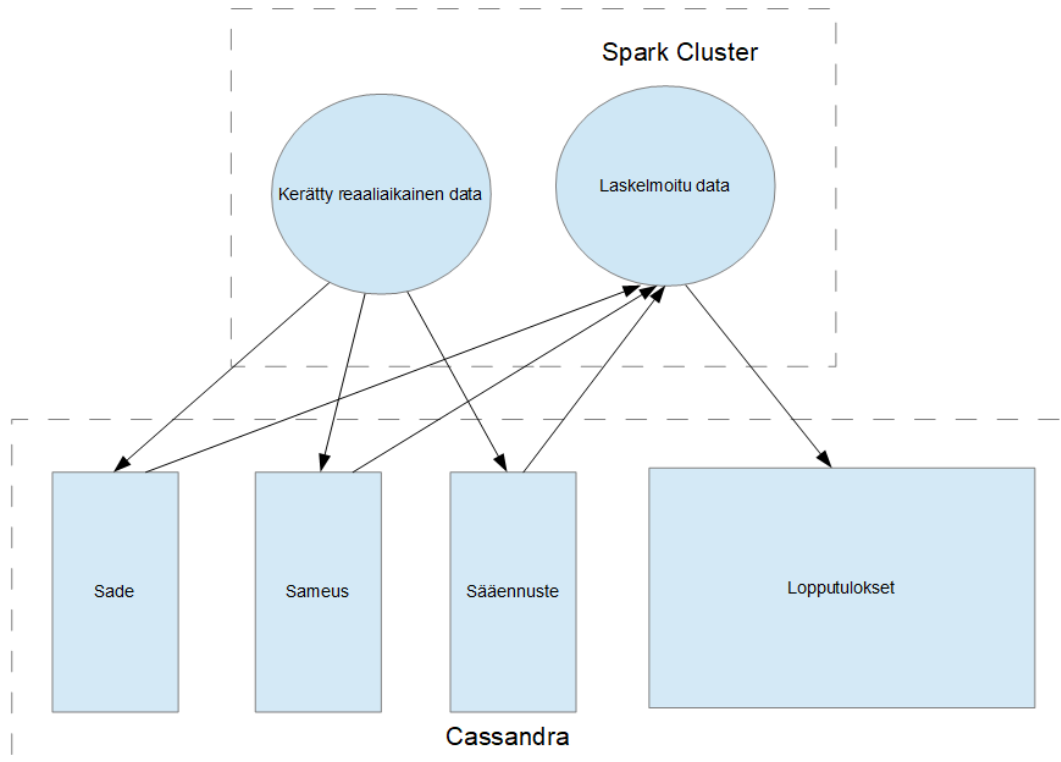 Spark Cluster
Kerätty reaaliaikainen data
Laskelmoitu data
Sade
Sameus
Sääennuste
Lopputulokset
Cassandra